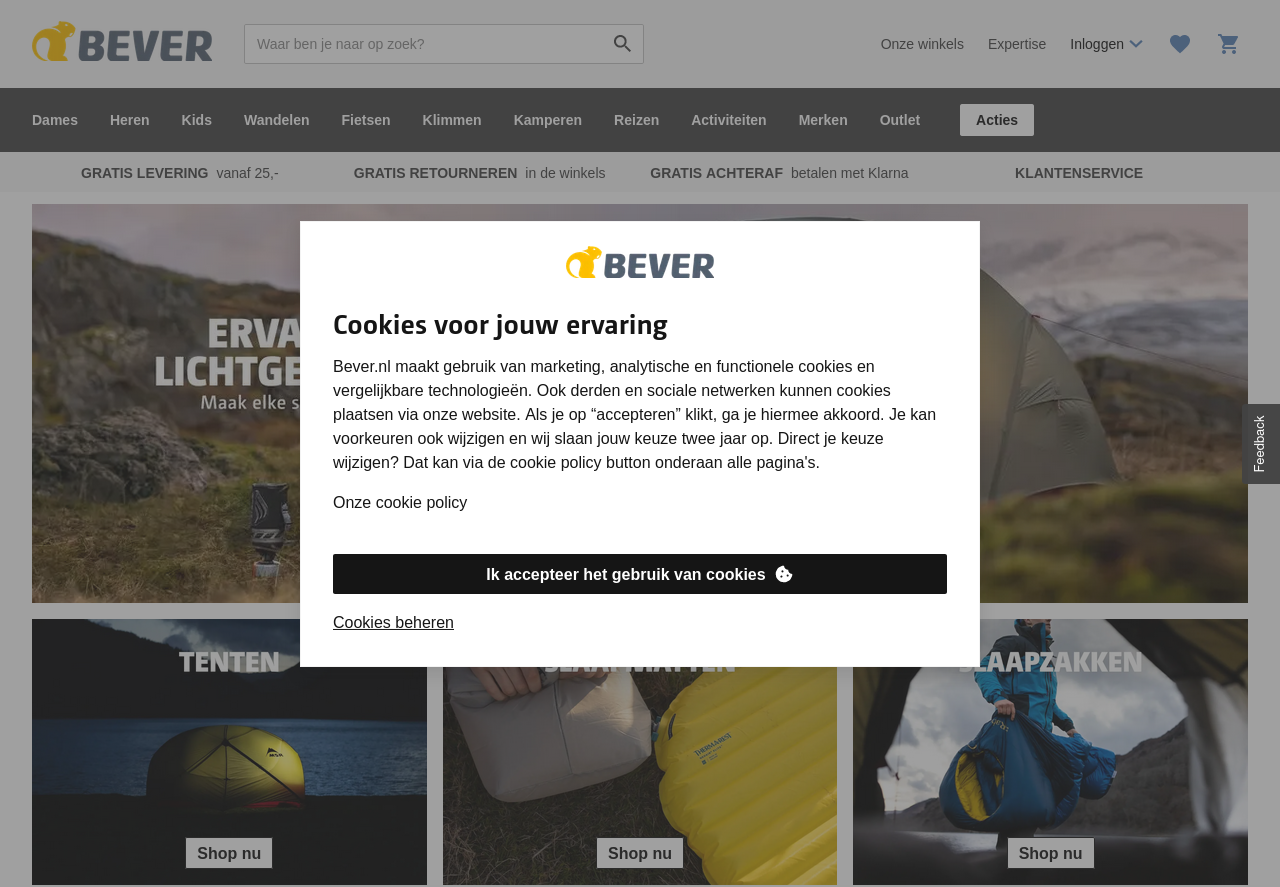 BEVER
Waar ben je naar op zoek?
Onze winkels
Expertise
Inloggen
Dames
Heren
Kids
Wandelen
Fietsen
Klimmen
Kamperen
Reizen
Activiteiten
Merken
Outlet
Acties
GRATIS LEVERING vanaf 25,-
GRATIS RETOURNEREN in de winkels
GRATIS ACHTERAF betalen met Klarna
KLANTENSERVICE
BEVER
Cookies voor jouw ervaring
Bever.nl maakt gebruik van marketing, analytische en functionele cookies en
vergelijkbare technologieën. Ook derden en sociale netwerken kunnen cookies
plaatsen via onze website. Als je op “accepteren” klikt, ga je hiermee akkoord. Je kan
voorkeuren ook wijzigen en wij slaan jouw keuze twee jaar op. Direct je keuze
wijzigen? Dat kan via de cookie policy button onderaan alle pagina's.
Onze cookie policy
Ik accepteer het gebruik van cookies
Cookies beheren
Maak elke
Feedback
TENTEN
SLAAPMATTEN
SLAAPZAKKEN
MSR
THERMAREST
Shop nu
Shop nu
Shop nu